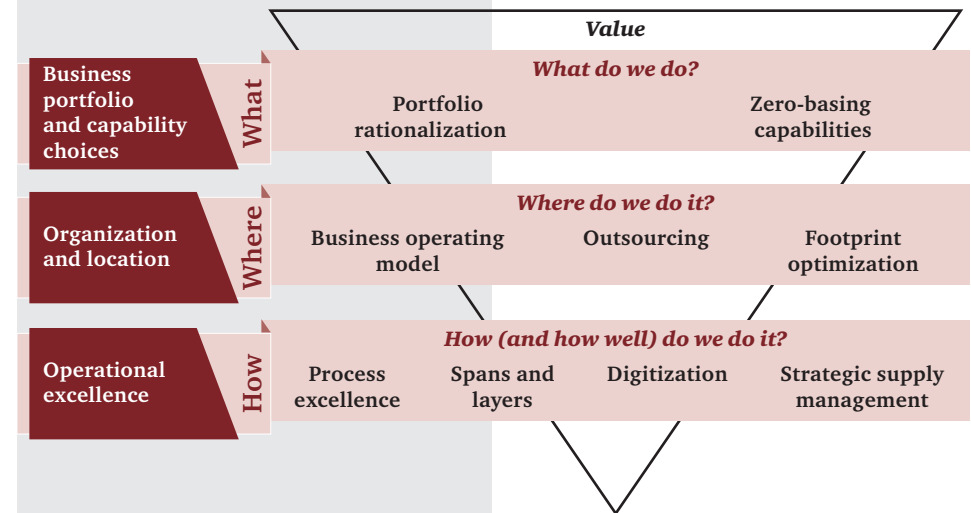 Value
Business
portfolio
and capability
choices
What
What do we do?
Portfolio
rationalization
Zero-basing
capabilities
Organization
and location
Where
Where do we do it?
Business operating
model
Outsourcing
Footprint
optimization
Operational
excellence
How
How (and how well) do we do it?
Process
excellence
Spans and
layers
Digitization
Strategic supply
management